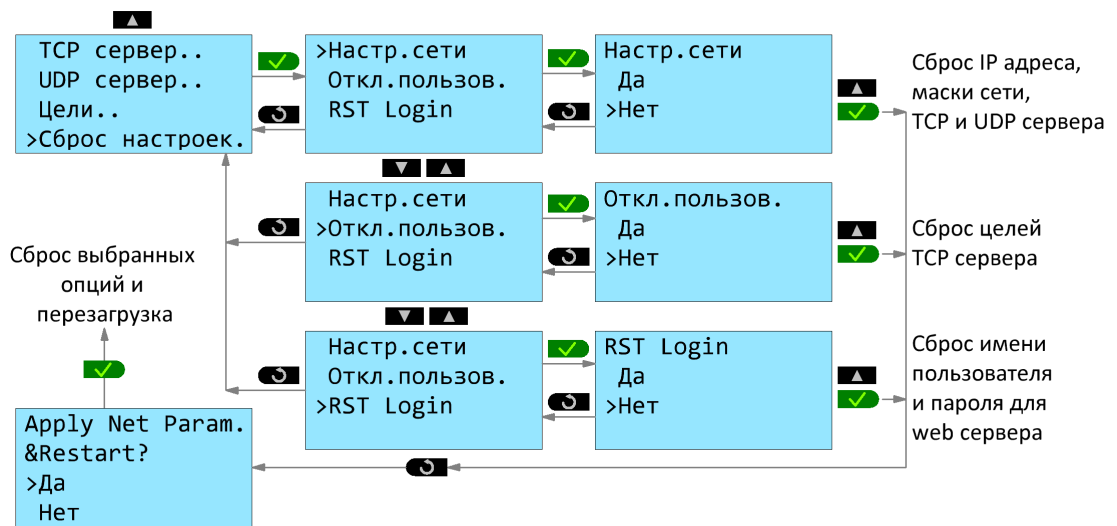 TCP сервер..
UDP сервер..
Цели..
>Сброс настроек.
>Настр.сети
Откл.пользов.
RST Login
Настр.сети
Да
>Нет
Сброс IP адреса,
маски сети,
TCP и UDP сервера
Настр.сети
>Откл.пользов.
RST Login
Откл.пользов.
Да
>Нет
Сброс целей
TCP сервера
Сброс выбранных
опций и
перезагрузка
Настр.сети
Откл.пользов.
>RST Login
RST Login
Да
>Нет
Сброс имени
пользователя
и пароля для
web сервера
Apply Net Param.
&Restart?
>Да
Нет